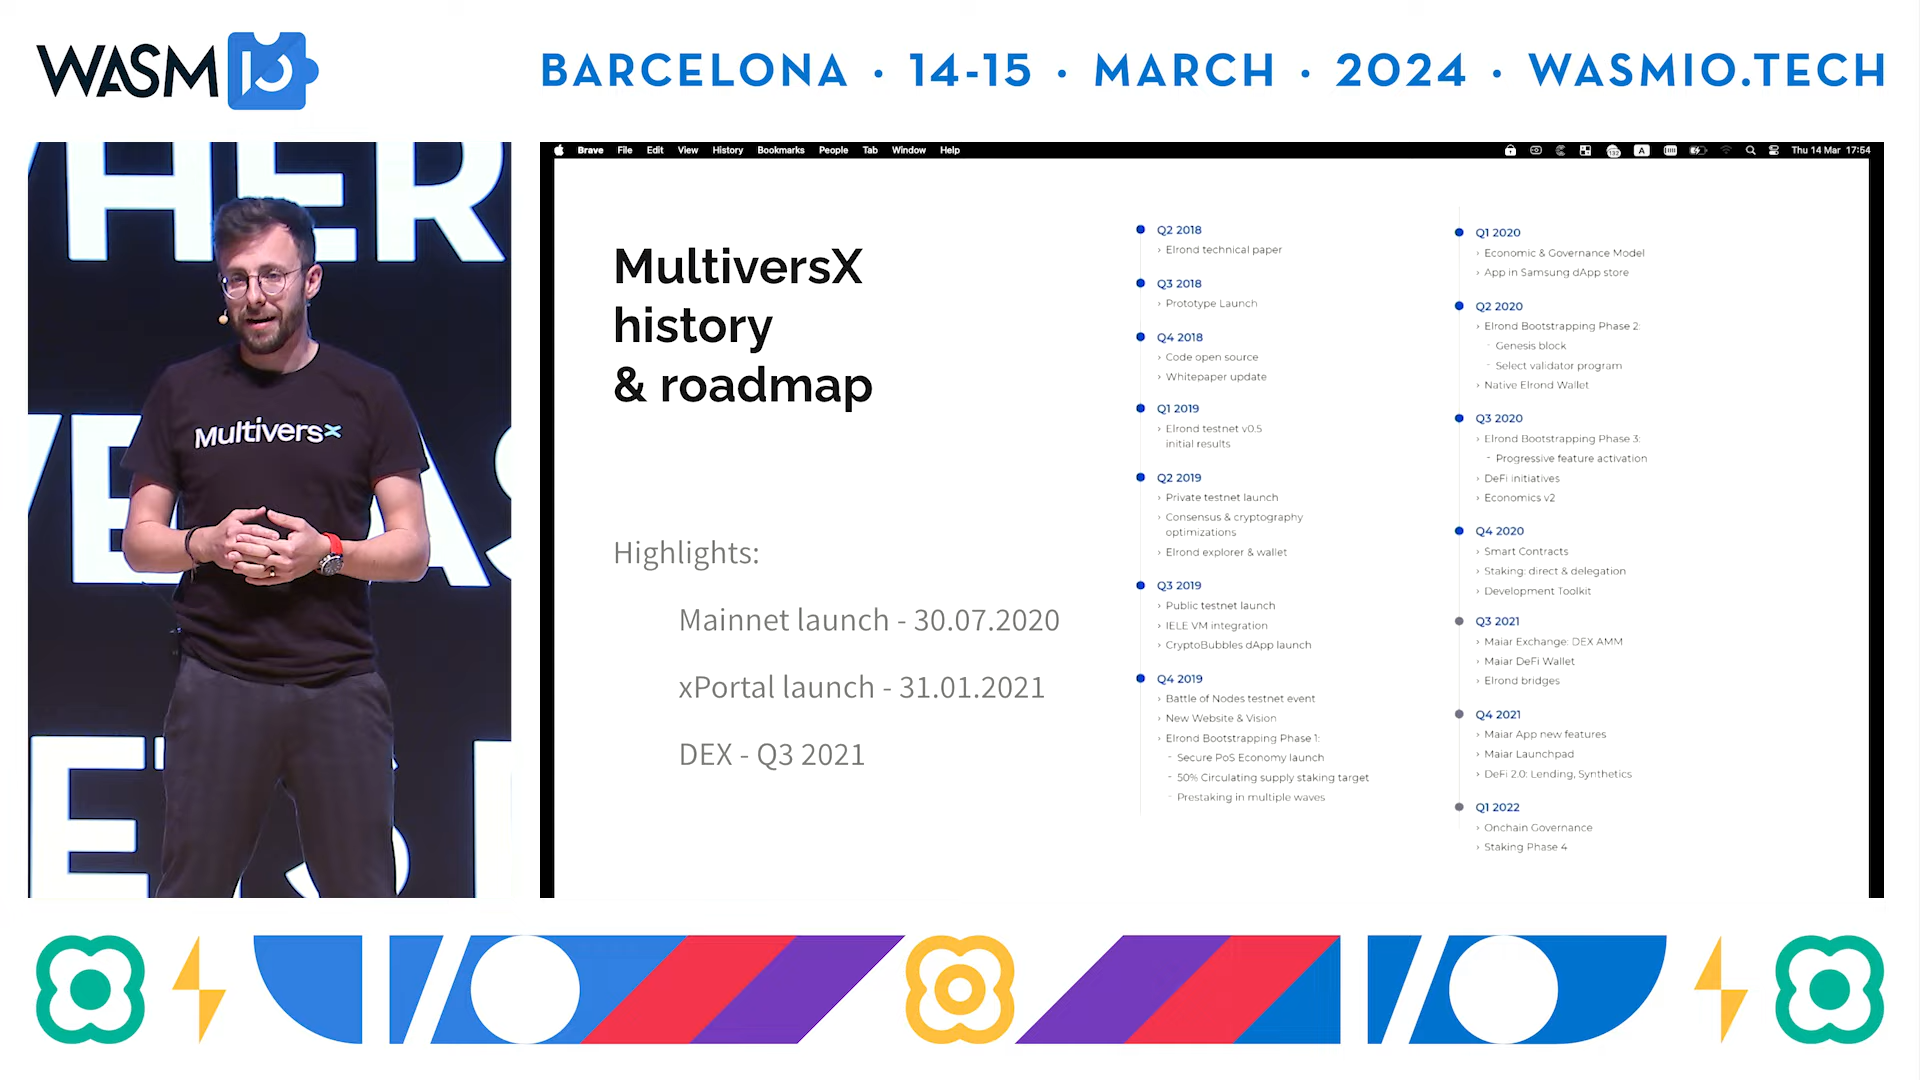 WASM IO
BARCELONA · 14-15 · MARCH · 2024 · WASMIO.TECH
HER
MultiversX
Brave File Edit View History Bookmarks People Tab Window Help
A
Thu 14 Mar 17:54
MultiversX
history
& roadmap
Highlights:
Mainnet launch - 30.07.2020
xPortal launch - 31.01.2021
DEX - Q3 2021
Q2 2018
› Elrond technical paper
Q3 2018
› Prototype Launch
Q4 2018
› Code open source
› Whitepaper update
Q1 2019
› Elrond testnet v0.5
initial results
Q2 2019
› Private testnet launch
› Consensus & cryptography
optimizations
› Elrond explorer & wallet
Q3 2019
› Public testnet launch
› IELE VM integration
› CryptoBubbles dApp launch
Q4 2019
› Battle of Nodes testnet event
› New Website & Vision
› Elrond Bootstrapping Phase 1:
- Secure PoS Economy launch
- 50% Circulating supply staking target
- Prestaking in multiple waves
Q1 2020
› Economic & Governance Model
› App in Samsung dApp store
Q2 2020
› Elrond Bootstrapping Phase 2:
- Genesis block
- Select validator program
› Native Elrond Wallet
Q3 2020
› Elrond Bootstrapping Phase 3:
- Progressive feature activation
› DeFi initiatives
› Economics v2
Q4 2020
› Smart Contracts
› Staking: direct & delegation
› Development Toolkit
Q3 2021
› Maiar Exchange: DEX AMM
› Maiar DeFi Wallet
› Elrond bridges
Q4 2021
› Maiar App new features
› Maiar Launchpad
› DeFi 2.0: Lending, Synthetics
Q1 2022
› Onchain Governance
› Staking Phase 4